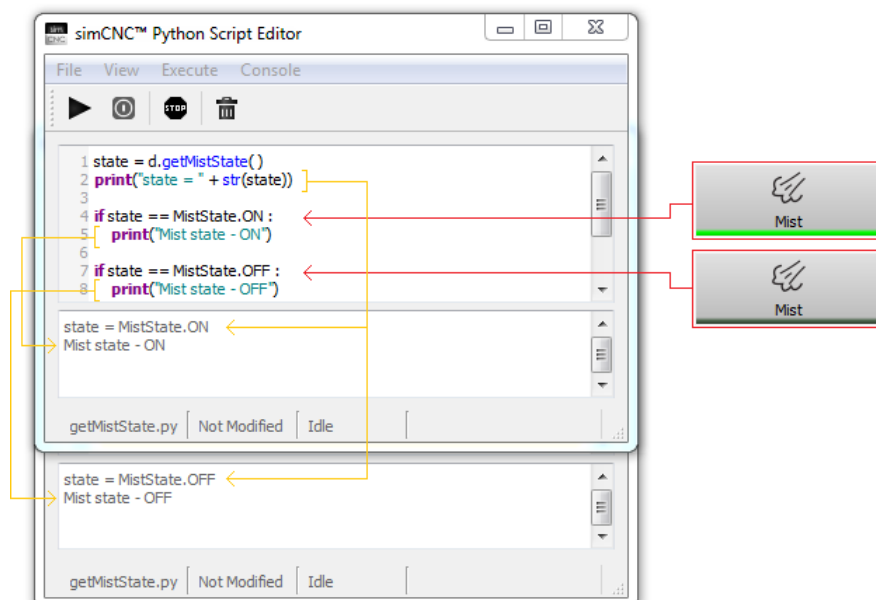 simCNC™ Python Script Editor
File View Execute Console
STOP
1 state = d.getMistState()
2 print("state = " + str(state))
3
4 if state == MistState.ON :
5 print("Mist state - ON")
6
7 if state == MistState.OFF :
8 print("Mist state - OFF")
Mist
Mist
state = MistState.ON
Mist state - ON
getMistState.py Not Modified Idle
state = MistState.OFF
Mist state - OFF
getMistState.py Not Modified Idle